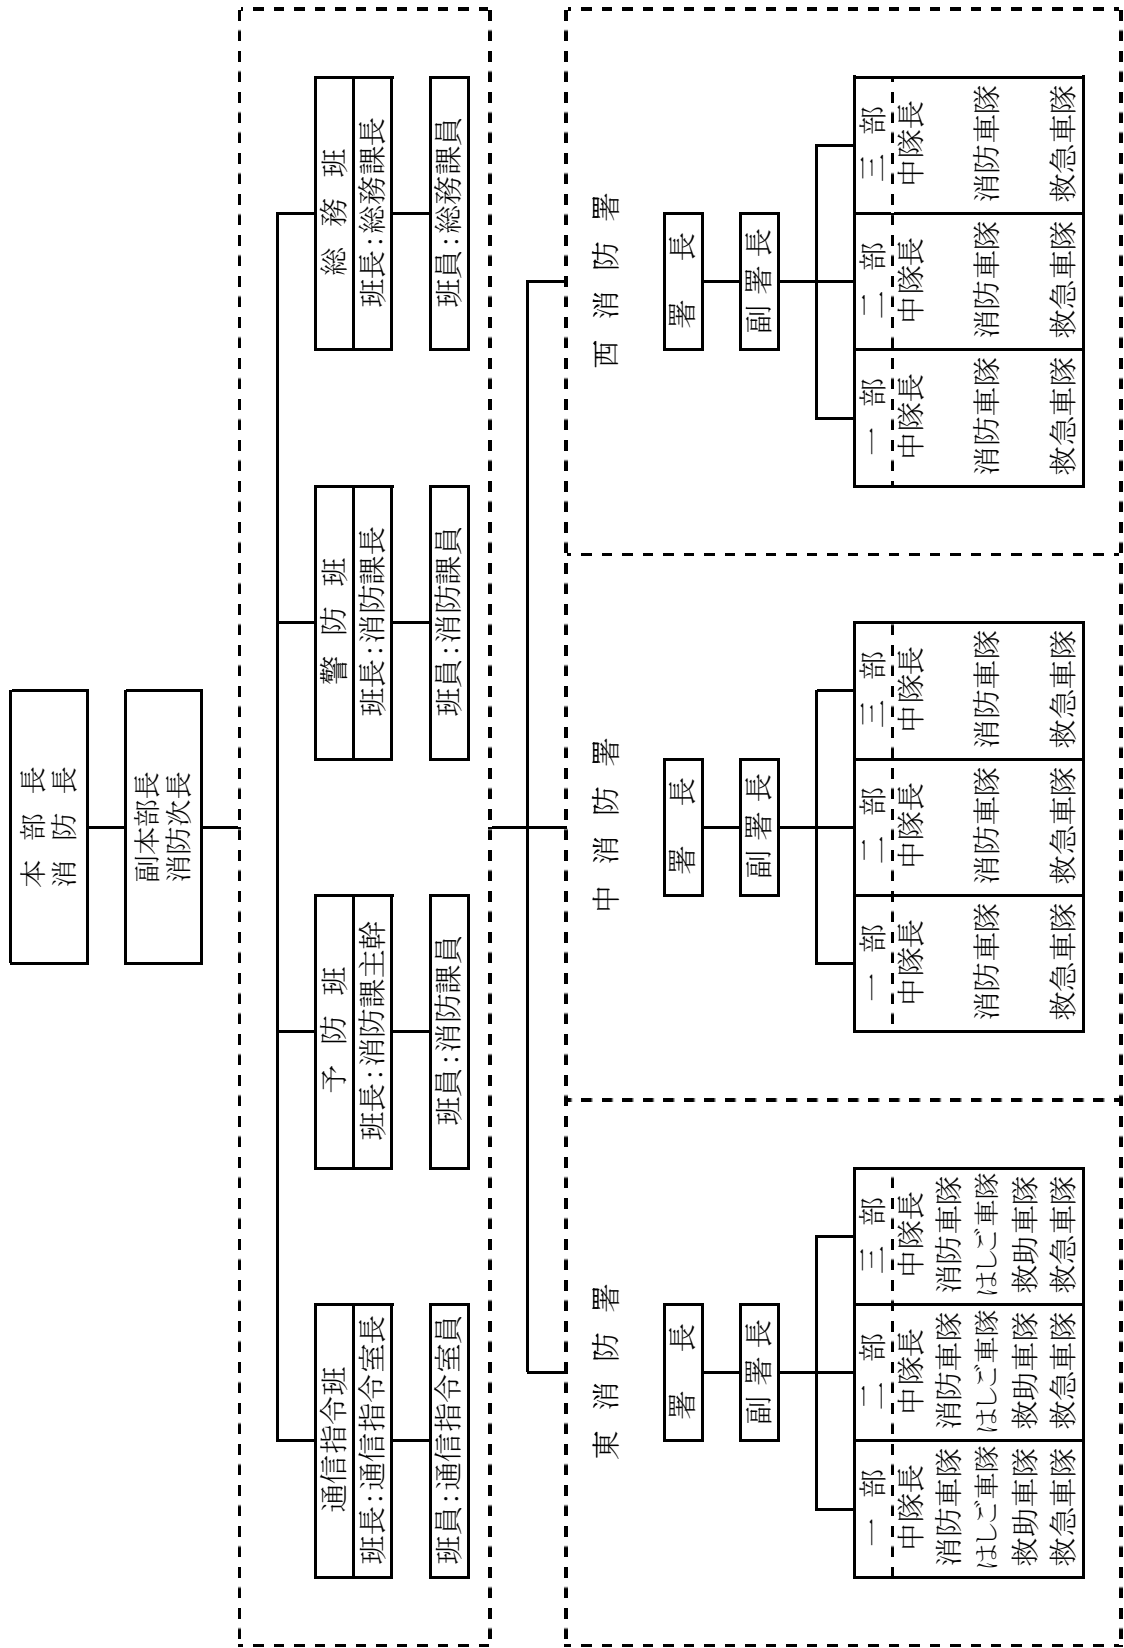 本部長
消防長
副本部長
消防次長
通信指令班
班長：通信指令室長
班員：通信指令室員
予防班
班長：消防課主幹
班員：消防課員
警防班
班長：消防課長
班員：消防課員
総務班
班長：総務課長
班員：総務課員
東消防署
署長
副署長
一部
中隊長
消防車隊
はしご車隊
救助車隊
救急車隊
二部
中隊長
消防車隊
はしご車隊
救助車隊
救急車隊
三部
中隊長
消防車隊
はしご車隊
救助車隊
救急車隊
中消防署
署長
副署長
一部
中隊長
消防車隊
救急車隊
二部
中隊長
消防車隊
救急車隊
三部
中隊長
消防車隊
救急車隊
西消防署
署長
副署長
一部
中隊長
消防車隊
救急車隊
二部
中隊長
消防車隊
救急車隊
三部
中隊長
消防車隊
救急車隊